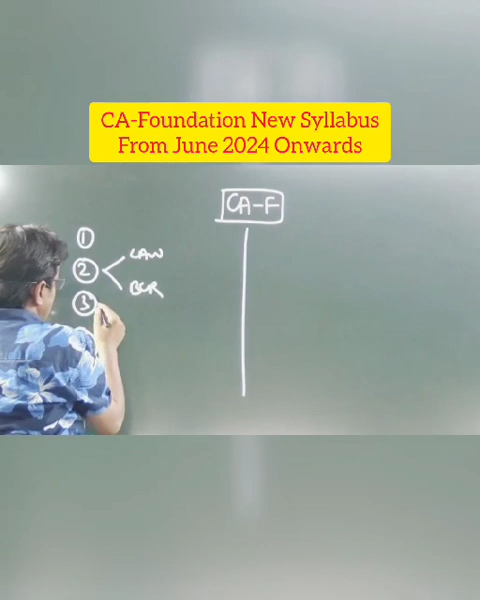 CA-Foundation New Syllabus
From June 2024 Onwards
CA-F
1
2
LAW
BCR
3